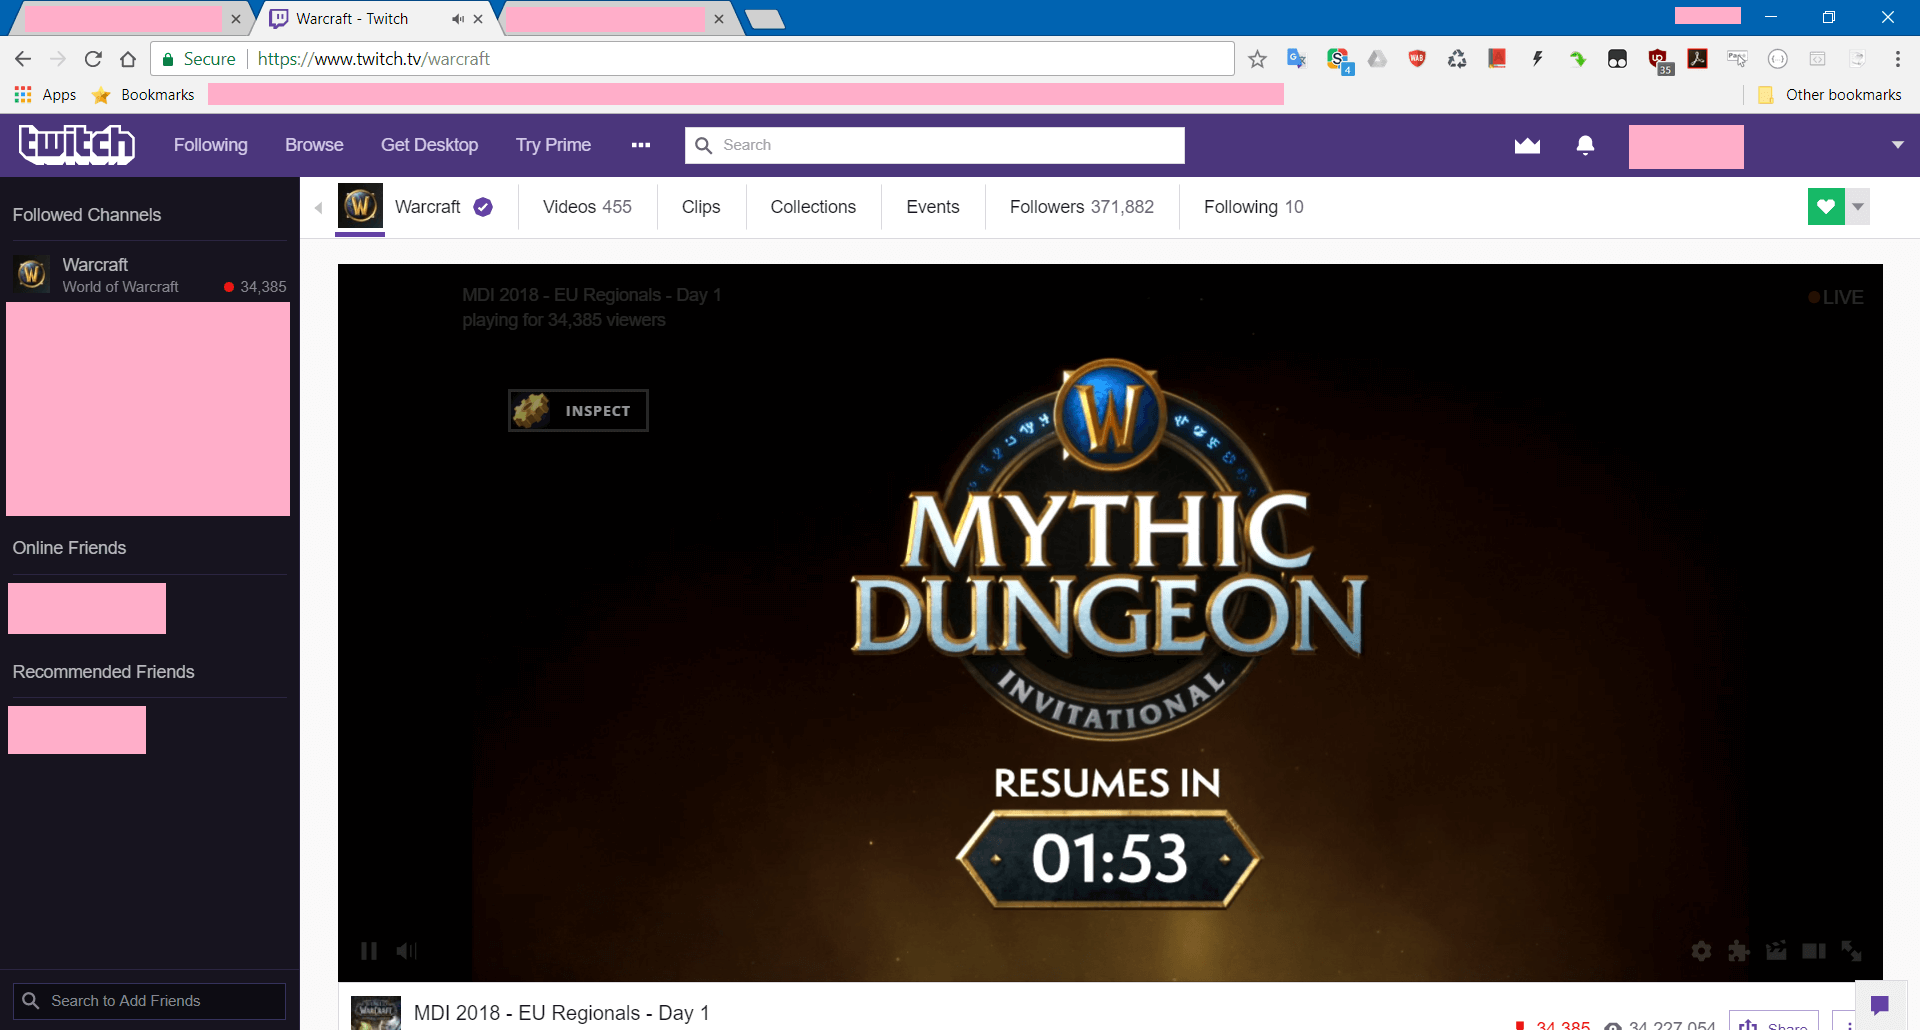 Warcraft - Twitch
Secure
https://www.twitch.tv/warcraft
4
WAB
35
Apps
Bookmarks
Other bookmarks
twitch
Following
Browse
Get Desktop
Try Prime
Search
Followed Channels
Warcraft
World of Warcraft
34,385
Online Friends
Recommended Friends
Search to Add Friends
Warcraft
Videos 455
Clips
Collections
Events
Followers 371,882
Following 10
MDI 2018 - EU Regionals - Day 1
playing for 34,385 viewers
LIVE
INSPECT
W
MYTHIC
DUNGEON
INVITATIONAL
RESUMES IN
01:53
MDI 2018 - EU Regionals - Day 1
34,385
34,227,054
Share